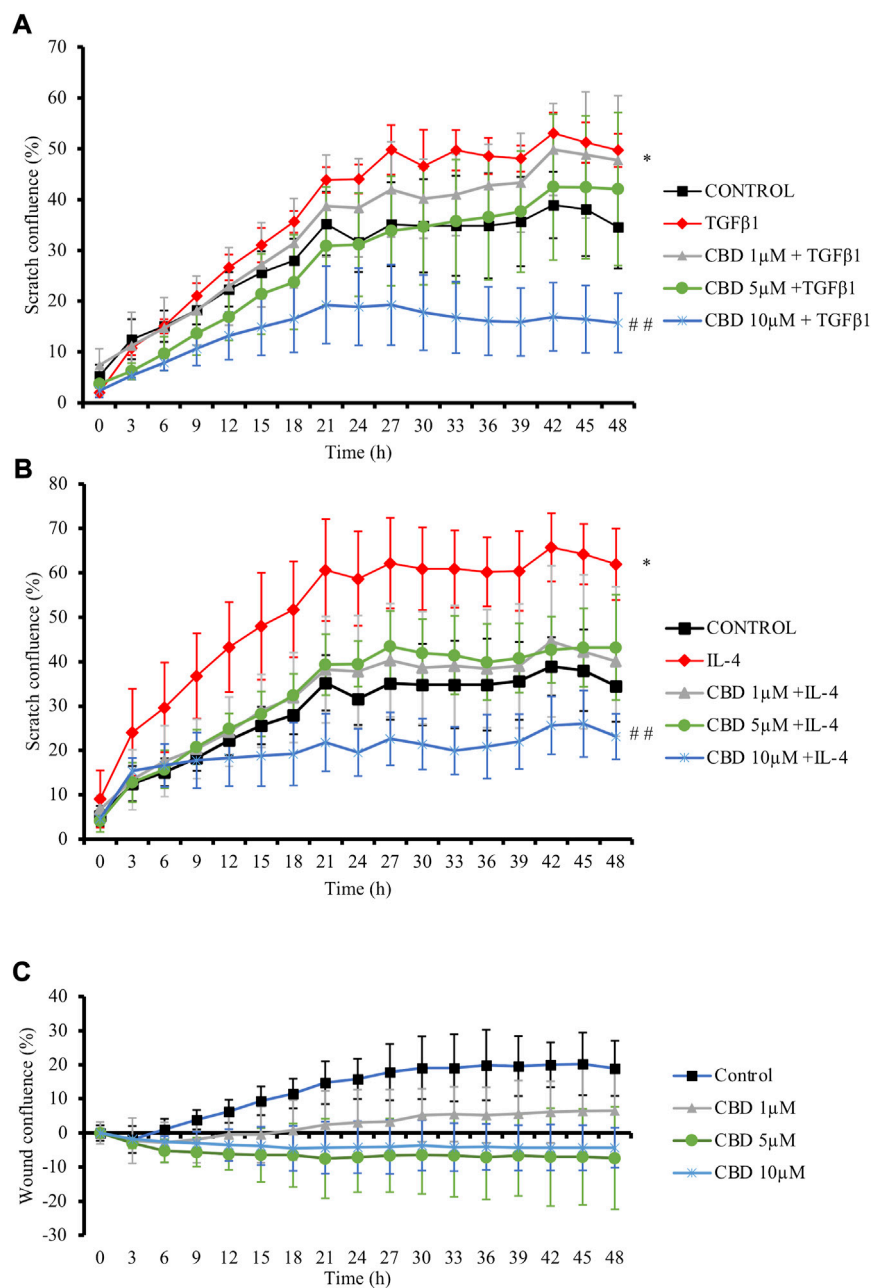 A
70
60
50
40
30
20
10
0
Scratch confluence (%)
0 3 6 9 12 15 18 21 24 27 30 33 36 39 42 45 48
Time (h)
*
# #
CONTROL
TGFβ1
CBD 1µM + TGFβ1
CBD 5µM +TGFβ1
CBD 10µM + TGFβ1
B
80
70
60
50
40
30
20
10
0
Scratch confluence (%)
0 3 6 9 12 15 18 21 24 27 30 33 36 39 42 45 48
Time (h)
*
# #
CONTROL
IL-4
CBD 1µM +IL-4
CBD 5µM +IL-4
CBD 10µM +IL-4
C
40
30
20
10
0
-10
-20
-30
Wound confluence (%)
0 3 6 9 12 15 18 21 24 27 30 33 36 39 42 45 48
Time (h)
Control
CBD 1µM
CBD 5µM
CBD 10µM